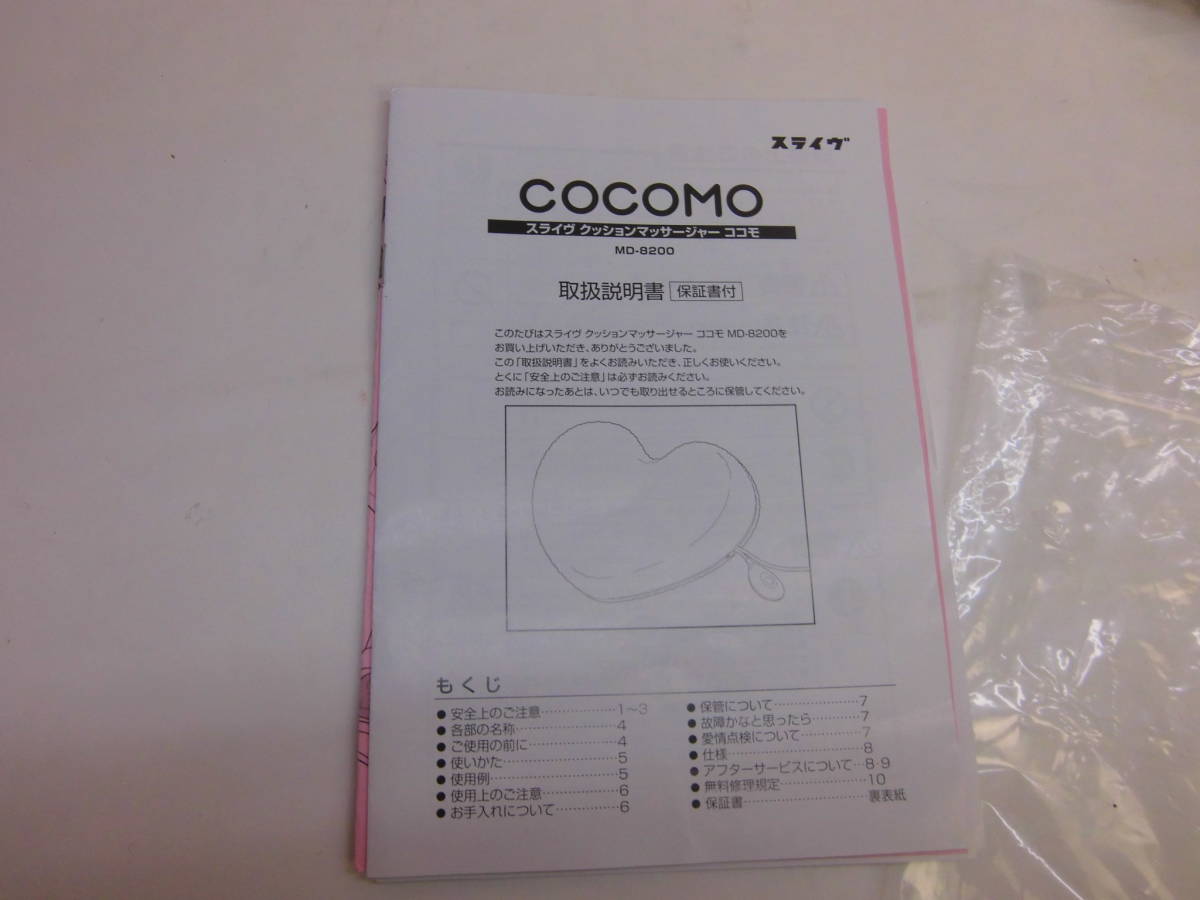 スライヴ
COCOMO
スライヴ クッションマッサージャー ココモ
MD-8200
取扱説明書 保証書付
このたびはスライヴ クッションマッサージャー ココモ MD-8200を
お買い上げいただき、ありがとうございました。
この「取扱説明書」をよくお読みいただき、正しくお使いください。
とくに「安全上のご注意」は必ずお読みください。
お読みになったあとは、いつでも取り出せるところに保管してください。
もくじ
● 安全上のご注意……………1～3
● 各部の名称……………4
● ご使用の前に……………4
● 使いかた……………5
● 使用例……………5
● 使用上のご注意……………6
● お手入れについて……………6
● 保管について……………7
● 故障かなと思ったら……………7
● 愛情点検について……………7
● 仕様……………8
● アフターサービスについて…8・9
● 無料修理規定……………10
● 保証書……………裏表紙